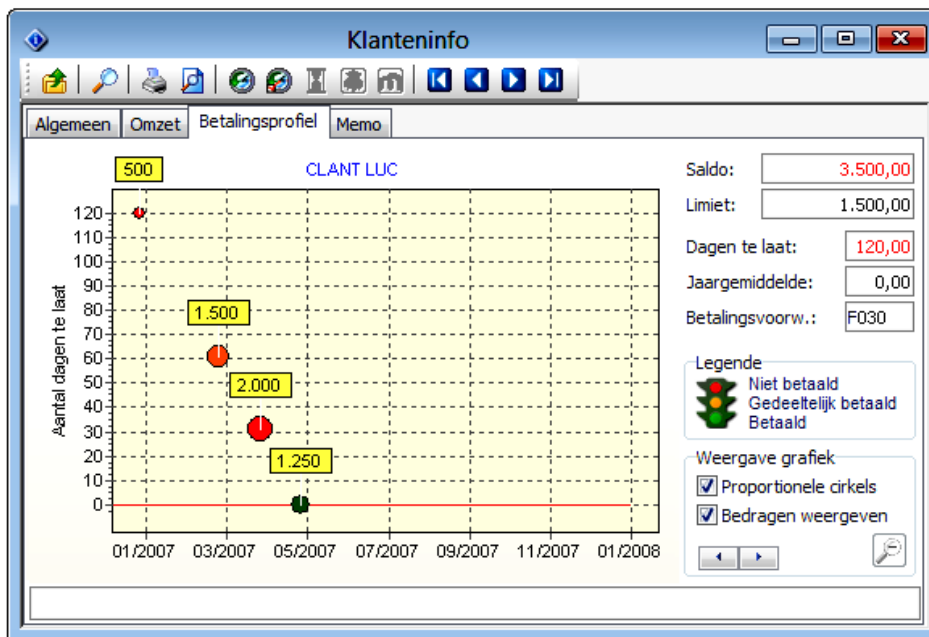 Klanteninfo
Algemeen Omzet Betalingsprofiel Memo
500
CLANT LUC
Aantal dagen te laat
120
110
100
90
80
70
60
50
40
30
20
10
0
1.500
2.000
1.250
01/2007 03/2007 05/2007 07/2007 09/2007 11/2007 01/2008
Saldo: 3.500,00
Limiet: 1.500,00
Dagen te laat: 120,00
Jaargemiddelde: 0,00
Betalingsvoorw.: F030
Legende
Niet betaald
Gedeeltelijk betaald
Betaald
Weergave grafiek
Proportionele cirkels
Bedragen weergeven